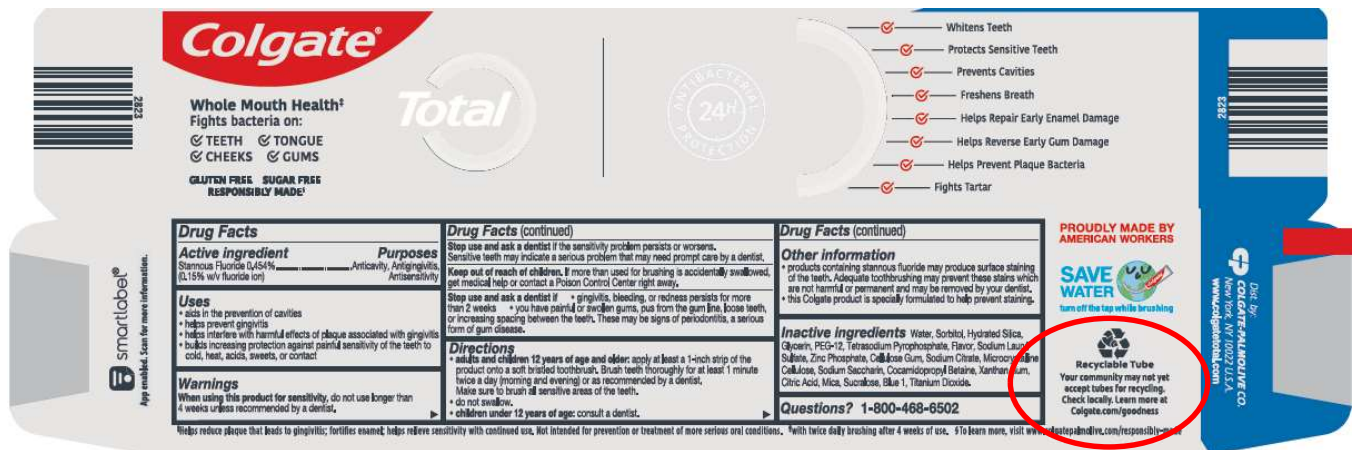 Colgate®
Whole Mouth Health‡
Fights bacteria on:
TEETH TONGUE
CHEEKS GUMS
GLUTEN FREE SUGAR FREE
RESPONSIBLY MADE§
2823
smartlabel®
App enabled. Scan for more information.
Total
ANTIBACTERIAL
24H
PROTECTION
Whitens Teeth
Protects Sensitive Teeth
Prevents Cavities
Freshens Breath
Helps Repair Early Enamel Damage
Helps Reverse Early Gum Damage
Helps Prevent Plaque Bacteria
Fights Tartar
Drug Facts
Active ingredient Purposes
Stannous Fluoride 0.454% Anticavity, Antigingivitis,
(0.15% w/v fluoride ion) Antisensitivity
Uses
• aids in the prevention of cavities
• helps prevent gingivitis
• helps interfere with harmful effects of plaque associated with gingivitis
• builds increasing protection against painful sensitivity of the teeth to
cold, heat, acids, sweets, or contact
Warnings
When using this product for sensitivity, do not use longer than
4 weeks unless recommended by a dentist.
Drug Facts (continued)
Stop use and ask a dentist if the sensitivity problem persists or worsens.
Sensitive teeth may indicate a serious problem that may need prompt care by a dentist.
Keep out of reach of children. If more than used for brushing is accidentally swallowed,
get medical help or contact a Poison Control Center right away.
Stop use and ask a dentist if • gingivitis, bleeding, or redness persists for more
than 2 weeks • you have painful or swollen gums, pus from the gum line, loose teeth,
or increasing spacing between the teeth. These may be signs of periodontitis, a serious
form of gum disease.
Directions
• adults and children 12 years of age and older: apply at least a 1-inch strip of the
product onto a soft bristled toothbrush. Brush teeth thoroughly for at least 1 minute
twice a day (morning and evening) or as recommended by a dentist.
Make sure to brush all sensitive areas of the teeth.
• do not swallow.
• children under 12 years of age: consult a dentist.
Drug Facts (continued)
Other information
• products containing stannous fluoride may produce surface staining
of the teeth. Adequate toothbrushing may prevent these stains which
are not harmful or permanent and may be removed by your dentist.
• this Colgate product is specially formulated to help prevent staining.
Inactive ingredients Water, Sorbitol, Hydrated Silica,
Glycerin, PEG-12, Tetrasodium Pyrophosphate, Flavor, Sodium Lauryl
Sulfate, Zinc Phosphate, Cellulose Gum, Sodium Citrate, Microcrystalline
Cellulose, Sodium Saccharin, Cocamidopropyl Betaine, Xanthan Gum,
Citric Acid, Mica, Sucralose, Blue 1, Titanium Dioxide.
Questions? 1-800-468-6502
PROUDLY MADE BY
AMERICAN WORKERS
SAVE
WATER
turn off the tap while brushing
Recyclable Tube
Your community may not yet
accept tubes for recycling.
Check locally. Learn more at
Colgate.com/goodness
2823
Dist. by:
COLGATE-PALMOLIVE CO.
New York, NY 10022 U.S.A.
www.colgatetotal.com
‡Helps reduce plaque that leads to gingivitis; fortifies enamel; helps relieve sensitivity with continued use. Not intended for prevention or treatment of more serious oral conditions. with twice daily brushing after 4 weeks of use. §To learn more, visit www.colgatepalmolive.com/responsibly-made